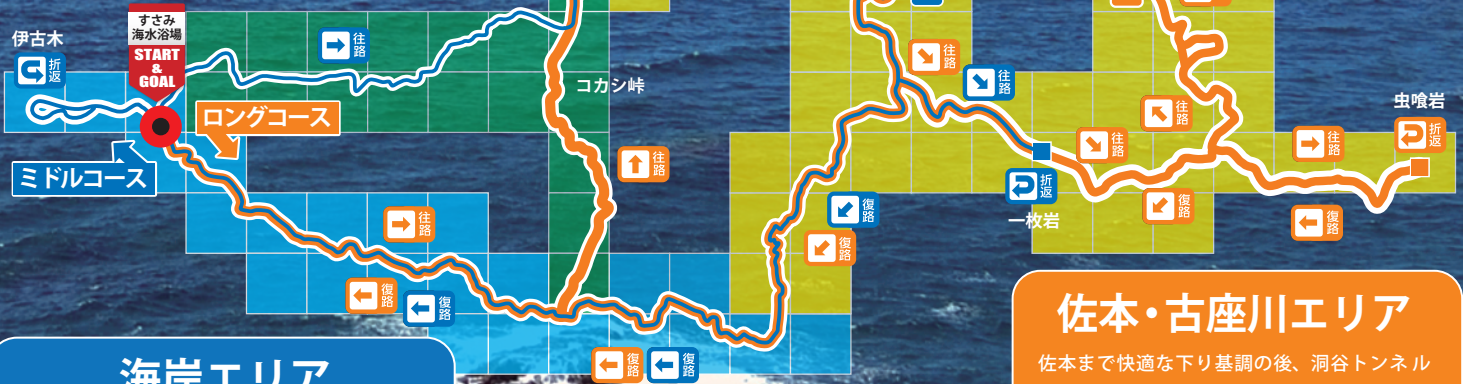 すさみ
海水浴場
START
&
GOAL
伊古木
折返
往路
コカシ峠
ロングコース
ミドルコース
往路
往路
往路
往路
往路
往路
虫喰岩
折返
折返
一枚岩
往路
復路
復路
復路
復路
復路
復路
復路
復路
海岸エリア
佐本・古座川エリア
佐本まで快適な下り基調の後、洞谷トンネル